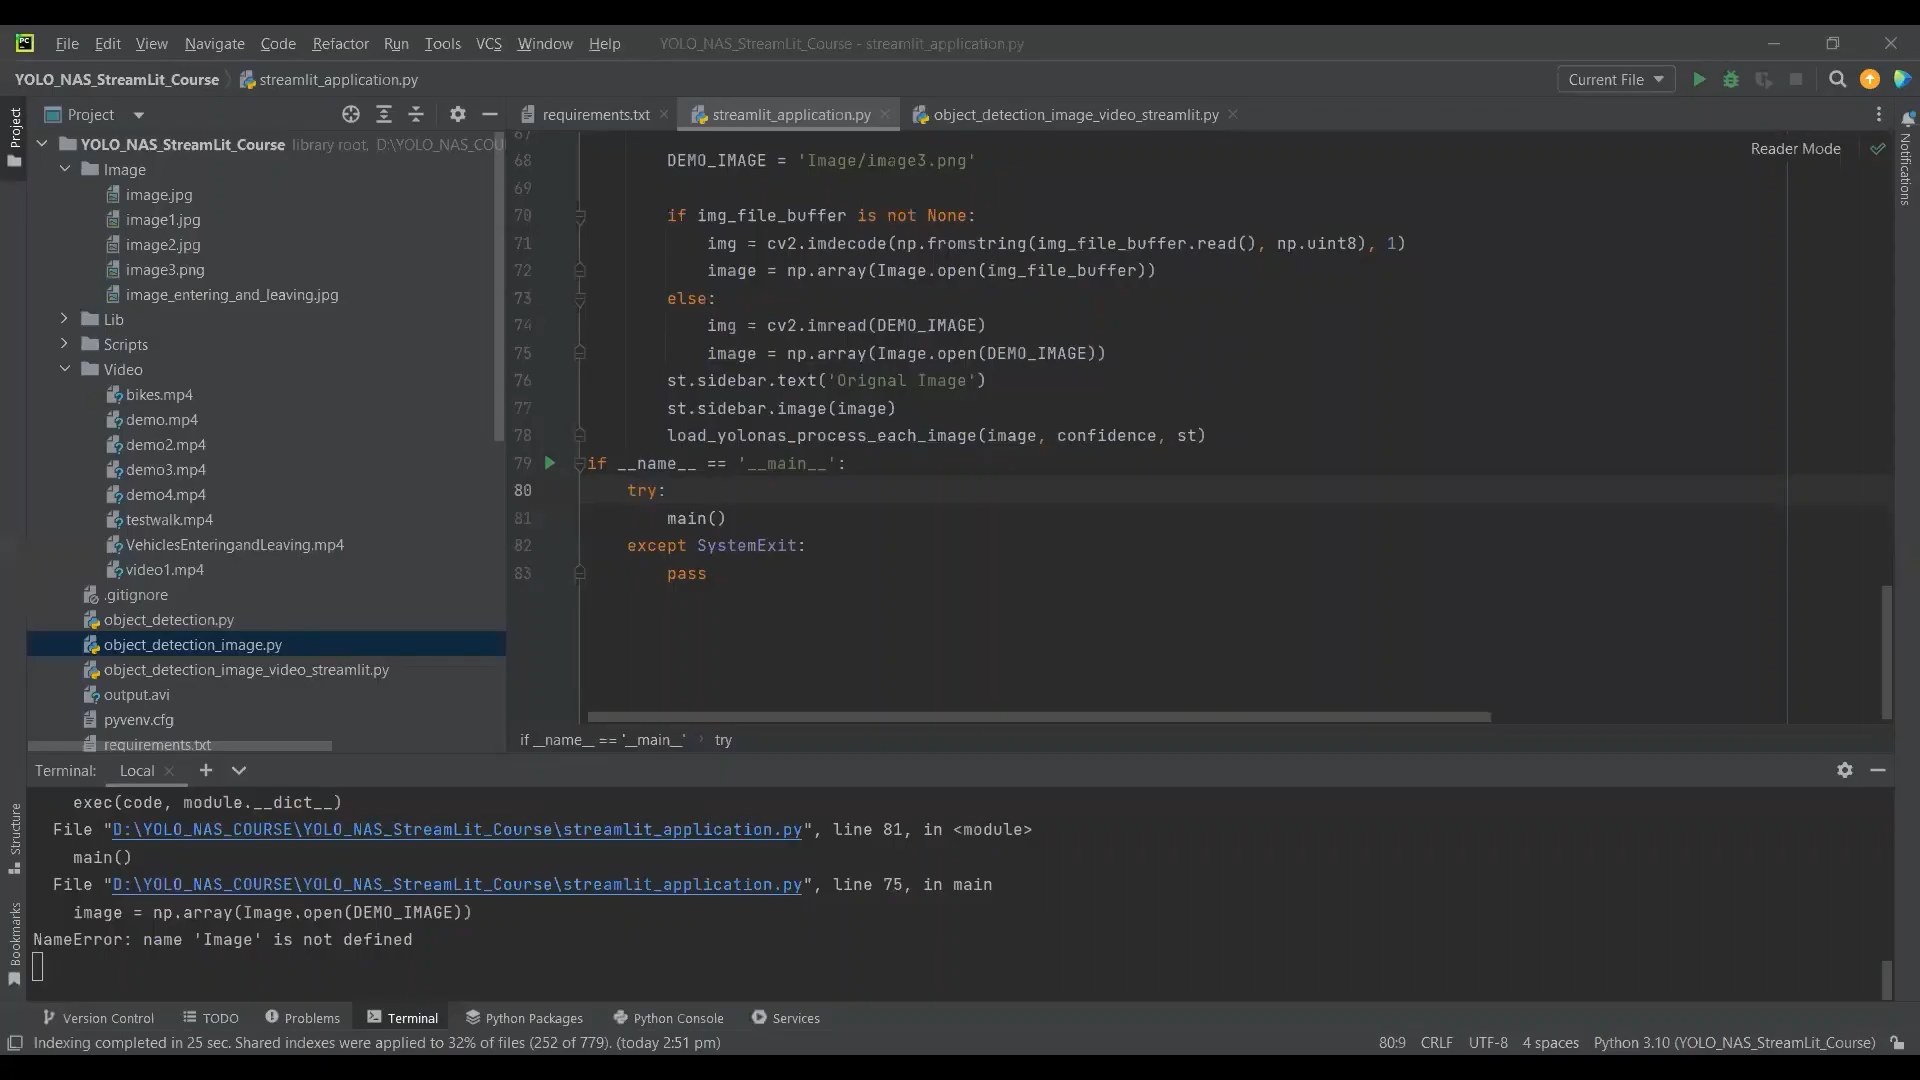 PC File Edit View Navigate Code Refactor Run Tools VCS Window Help YOLO_NAS_StreamLit_Course - streamlit_application.py
YOLO_NAS_StreamLit_Course streamlit_application.py Current File
Project
Project
YOLO_NAS_StreamLit_Course library root, D:\YOLO_NAS_COU
Image
image.jpg
image1.jpg
image2.jpg
image3.png
image_entering_and_leaving.jpg
Lib
Scripts
Video
bikes.mp4
demo.mp4
demo2.mp4
demo3.mp4
demo4.mp4
testwalk.mp4
VehiclesEnteringandLeaving.mp4
video1.mp4
.gitignore
object_detection.py
object_detection_image.py
object_detection_image_video_streamlit.py
output.avi
pyvenv.cfg
requirements.txt
requirements.txt streamlit_application.py object_detection_image_video_streamlit.py
Reader Mode
Notifications
67
68 DEMO_IMAGE = 'Image/image3.png'
69
70 if img_file_buffer is not None:
71 img = cv2.imdecode(np.fromstring(img_file_buffer.read(), np.uint8), 1)
72 image = np.array(Image.open(img_file_buffer))
73 else:
74 img = cv2.imread(DEMO_IMAGE)
75 image = np.array(Image.open(DEMO_IMAGE))
76 st.sidebar.text('Orignal Image')
77 st.sidebar.image(image)
78 load_yolonas_process_each_image(image, confidence, st)
79 if __name__ == '__main__':
80 try:
81 main()
82 except SystemExit:
83 pass
if __name__ == '__main__' › try
Terminal: Local
exec(code, module.__dict__)
File "D:\YOLO_NAS_COURSE\YOLO_NAS_StreamLit_Course\streamlit_application.py", line 81, in <module>
main()
File "D:\YOLO_NAS_COURSE\YOLO_NAS_StreamLit_Course\streamlit_application.py", line 75, in main
image = np.array(Image.open(DEMO_IMAGE))
NameError: name 'Image' is not defined
Structure
Bookmarks
Version Control TODO Problems Terminal Python Packages Python Console Services
Indexing completed in 25 sec. Shared indexes were applied to 32% of files (252 of 779). (today 2:51 pm) 80:9 CRLF UTF-8 4 spaces Python 3.10 (YOLO_NAS_StreamLit_Course)